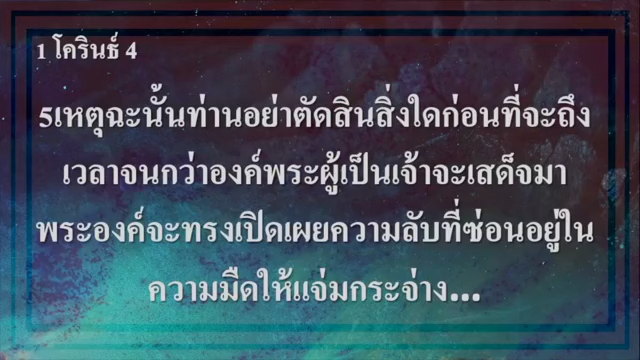 1 โครินธ์ 4
5เหตุฉะนั้นท่านอย่าตัดสินสิ่งใดก่อนที่จะถึง
เวลาจนกว่าองค์พระผู้เป็นเจ้าจะเสด็จมา
พระองค์จะทรงเปิดเผยความลับที่ซ่อนอยู่ใน
ความมืดให้แจ่มกระจ่าง...